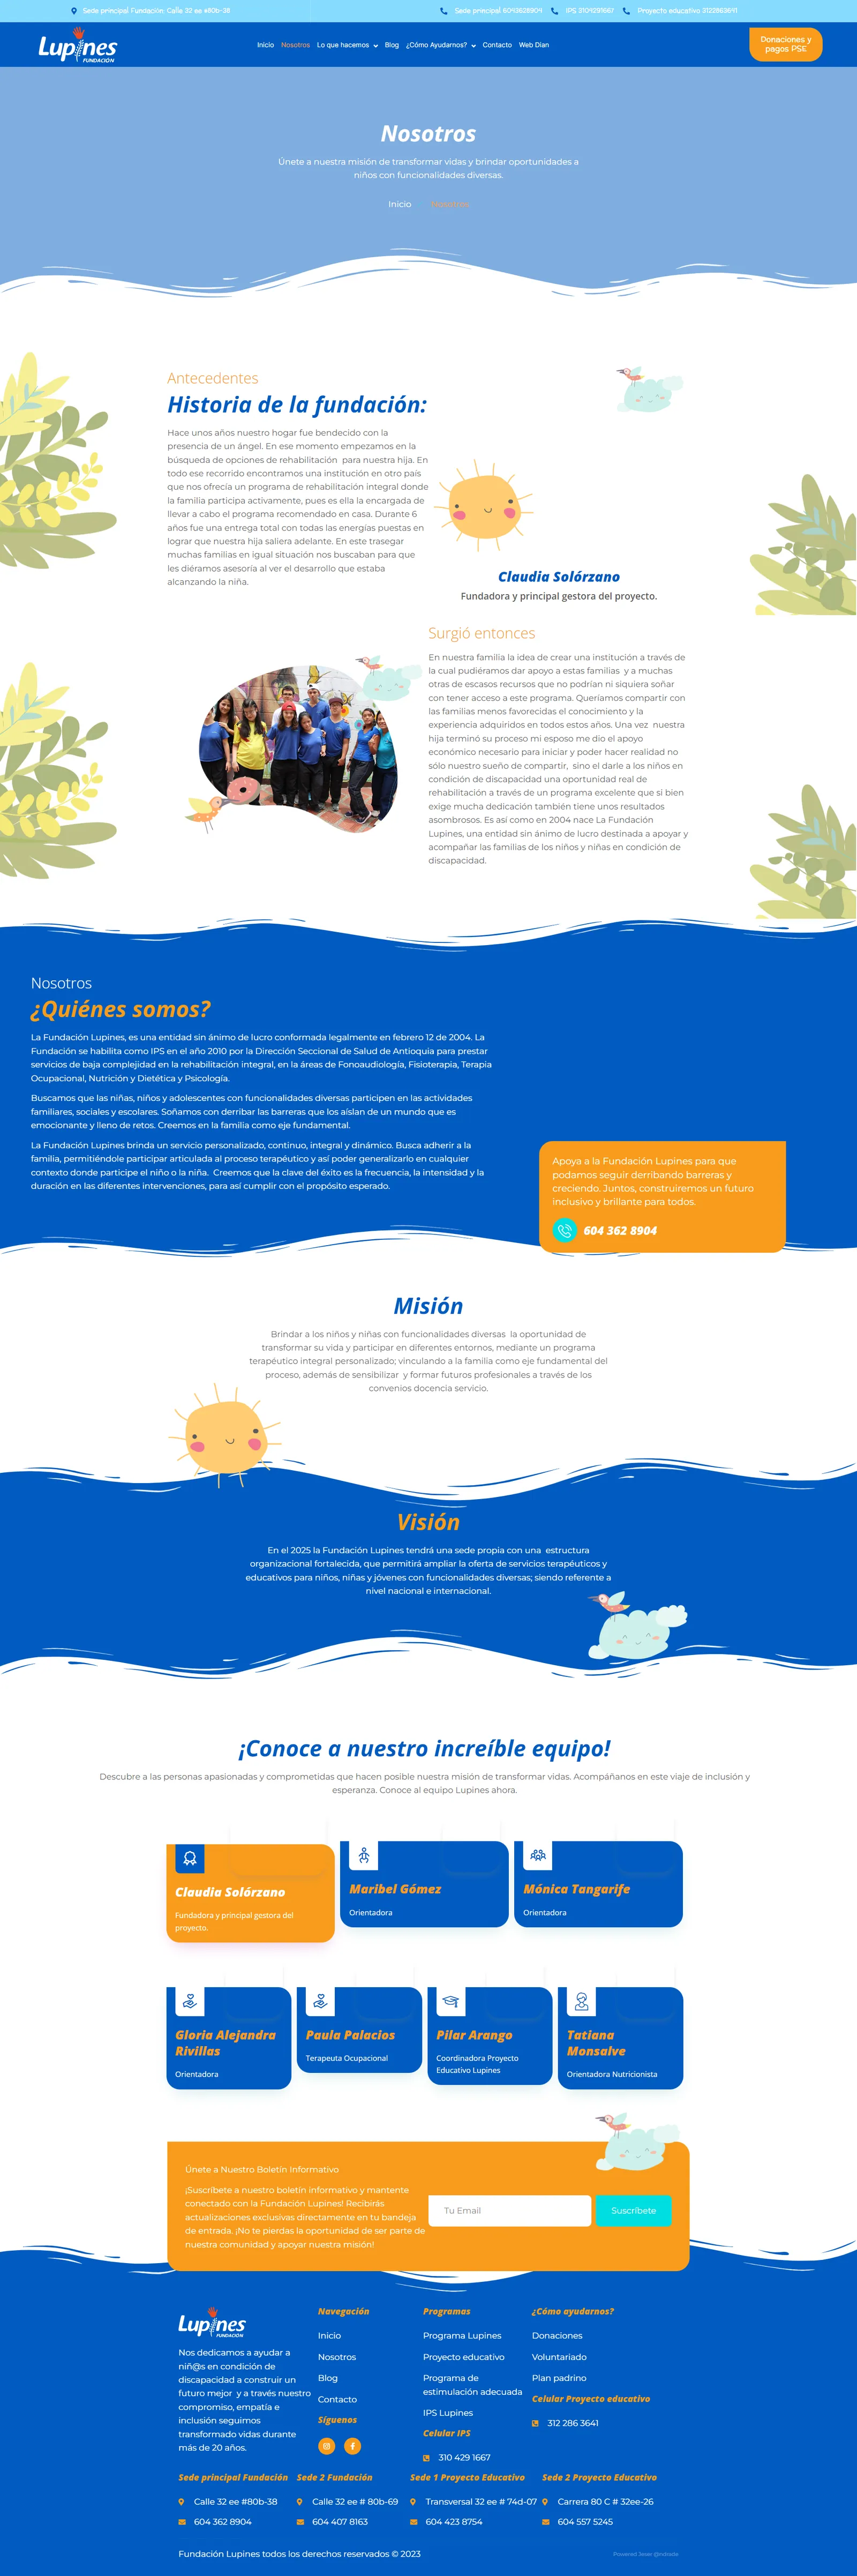 Sede principal Fundación: Calle 32 ee #80b-38
Sede principal 6043628904
IPS 3104291667
Proyecto educativo 3122863641
Lupines
FUNDACIÓN
Inicio
Nosotros
Lo que hacemos
Blog
¿Cómo Ayudarnos?
Contacto
Web Dian
Donaciones y
pagos PSE
Nosotros
Únete a nuestra misión de transformar vidas y brindar oportunidades a
niños con funcionalidades diversas.
Inicio
Nosotros
Antecedentes
Historia de la fundación:
Hace unos años nuestro hogar fue bendecido con la
presencia de un ángel. En ese momento empezamos en la
búsqueda de opciones de rehabilitación para nuestra hija. En
todo ese recorrido encontramos una institución en otro país
que nos ofrecía un programa de rehabilitación integral donde
la familia participa activamente, pues es ella la encargada de
llevar a cabo el programa recomendado en casa. Durante 6
años fue una entrega total con todas las energías puestas en
lograr que nuestra hija saliera adelante. En este trasegar
muchas familias en igual situación nos buscaban para que
les diéramos asesoría al ver el desarrollo que estaba
alcanzando la niña.
Claudia Solórzano
Fundadora y principal gestora del proyecto.
Surgió entonces
En nuestra familia la idea de crear una institución a través de
la cual pudiéramos dar apoyo a estas familias y a muchas
otras de escasos recursos que no podrían ni siquiera soñar
con tener acceso a este programa. Queríamos compartir con
las familias menos favorecidas el conocimiento y la
experiencia adquiridos en todos estos años. Una vez nuestra
hija terminó su proceso mi esposo me dio el apoyo
económico necesario para iniciar y poder hacer realidad no
sólo nuestro sueño de compartir, sino el darle a los niños en
condición de discapacidad una oportunidad real de
rehabilitación a través de un programa excelente que si bien
exige mucha dedicación también tiene unos resultados
asombrosos. Es así como en 2004 nace La Fundación
Lupines, una entidad sin ánimo de lucro destinada a apoyar y
acompañar las familias de los niños y niñas en condición de
discapacidad.
Nosotros
¿Quiénes somos?
La Fundación Lupines, es una entidad sin ánimo de lucro conformada legalmente en febrero 12 de 2004. La
Fundación se habilita como IPS en el año 2010 por la Dirección Seccional de Salud de Antioquia para prestar
servicios de baja complejidad en la rehabilitación integral, en la áreas de Fonoaudiología, Fisioterapia, Terapia
Ocupacional, Nutrición y Dietética y Psicología.
Buscamos que las niñas, niños y adolescentes con funcionalidades diversas participen en las actividades
familiares, sociales y escolares. Soñamos con derribar las barreras que los aíslan de un mundo que es
emocionante y lleno de retos. Creemos en la familia como eje fundamental.
La Fundación Lupines brinda un servicio personalizado, continuo, integral y dinámico. Busca adherir a la
familia, permitiéndole participar articulada al proceso terapéutico y así poder generalizarlo en cualquier
contexto donde participe el niño o la niña. Creemos que la clave del éxito es la frecuencia, la intensidad y la
duración en las diferentes intervenciones, para así cumplir con el propósito esperado.
Apoya a la Fundación Lupines para que
podamos seguir derribando barreras y
creciendo. Juntos, construiremos un futuro
inclusivo y brillante para todos.
604 362 8904
Misión
Brindar a los niños y niñas con funcionalidades diversas la oportunidad de
transformar su vida y participar en diferentes entornos, mediante un programa
terapéutico integral personalizado; vinculando a la familia como eje fundamental del
proceso, además de sensibilizar y formar futuros profesionales a través de los
convenios docencia servicio.
Visión
En el 2025 la Fundación Lupines tendrá una sede propia con una estructura
organizacional fortalecida, que permitirá ampliar la oferta de servicios terapéuticos y
educativos para niños, niñas y jóvenes con funcionalidades diversas; siendo referente a
nivel nacional e internacional.
¡Conoce a nuestro increíble equipo!
Descubre a las personas apasionadas y comprometidas que hacen posible nuestra misión de transformar vidas. Acompáñanos en este viaje de inclusión y
esperanza. Conoce al equipo Lupines ahora.
Claudia Solórzano
Fundadora y principal gestora del
proyecto.
Maribel Gómez
Orientadora
Mónica Tangarife
Orientadora
Gloria Alejandra
Rivillas
Orientadora
Paula Palacios
Terapeuta Ocupacional
Pilar Arango
Coordinadora Proyecto
Educativo Lupines
Tatiana
Monsalve
Orientadora Nutricionista
Únete a Nuestro Boletín Informativo
¡Suscríbete a nuestro boletín informativo y mantente
conectado con la Fundación Lupines! Recibirás
actualizaciones exclusivas directamente en tu bandeja
de entrada. ¡No te pierdas la oportunidad de ser parte de
nuestra comunidad y apoyar nuestra misión!
Tu Email
Suscríbete
Lupines
FUNDACIÓN
Nos dedicamos a ayudar a
niñ@s en condición de
discapacidad a construir un
futuro mejor y a través nuestro
compromiso, empatía e
inclusión seguimos
transformado vidas durante
más de 20 años.
Navegación
Inicio
Nosotros
Blog
Contacto
Síguenos
Programas
Programa Lupines
Proyecto educativo
Programa de
estimulación adecuada
IPS Lupines
Celular IPS
310 429 1667
¿Cómo ayudarnos?
Donaciones
Voluntariado
Plan padrino
Celular Proyecto educativo
312 286 3641
Sede principal Fundación
Calle 32 ee #80b-38
604 362 8904
Sede 2 Fundación
Calle 32 ee # 80b-69
604 407 8163
Sede 1 Proyecto Educativo
Transversal 32 ee # 74d-07
604 423 8754
Sede 2 Proyecto Educativo
Carrera 80 C # 32ee-26
604 557 5245
Fundación Lupines todos los derechos reservados © 2023
Powered